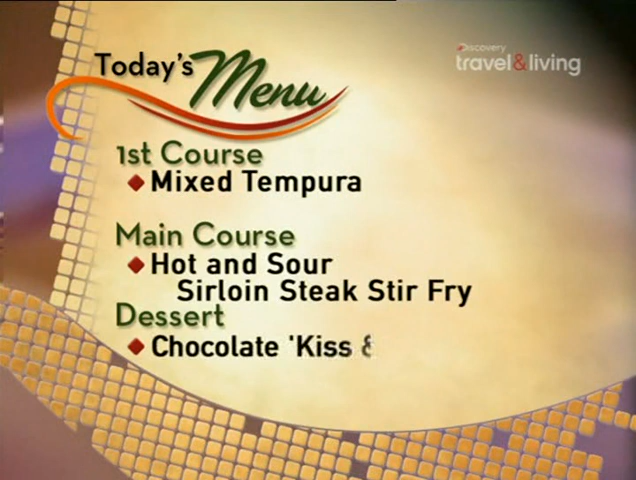 Today's Menu
Discovery
travel&living
1st Course
Mixed Tempura
Main Course
Hot and Sour
Sirloin Steak Stir Fry
Dessert
Chocolate 'Kiss &